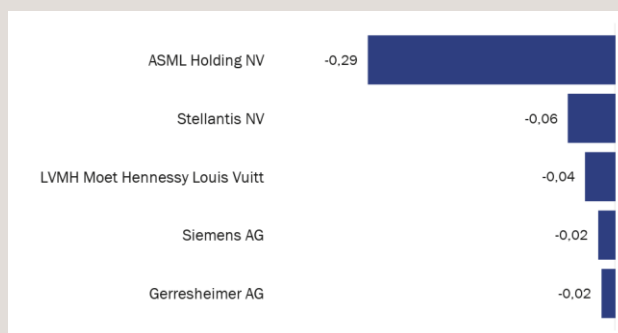 ASML Holding NV -0,29
Stellantis NV -0,06
LVMH Moet Hennessy Louis Vuitt -0,04
Siemens AG -0,02
Gerresheimer AG -0,02